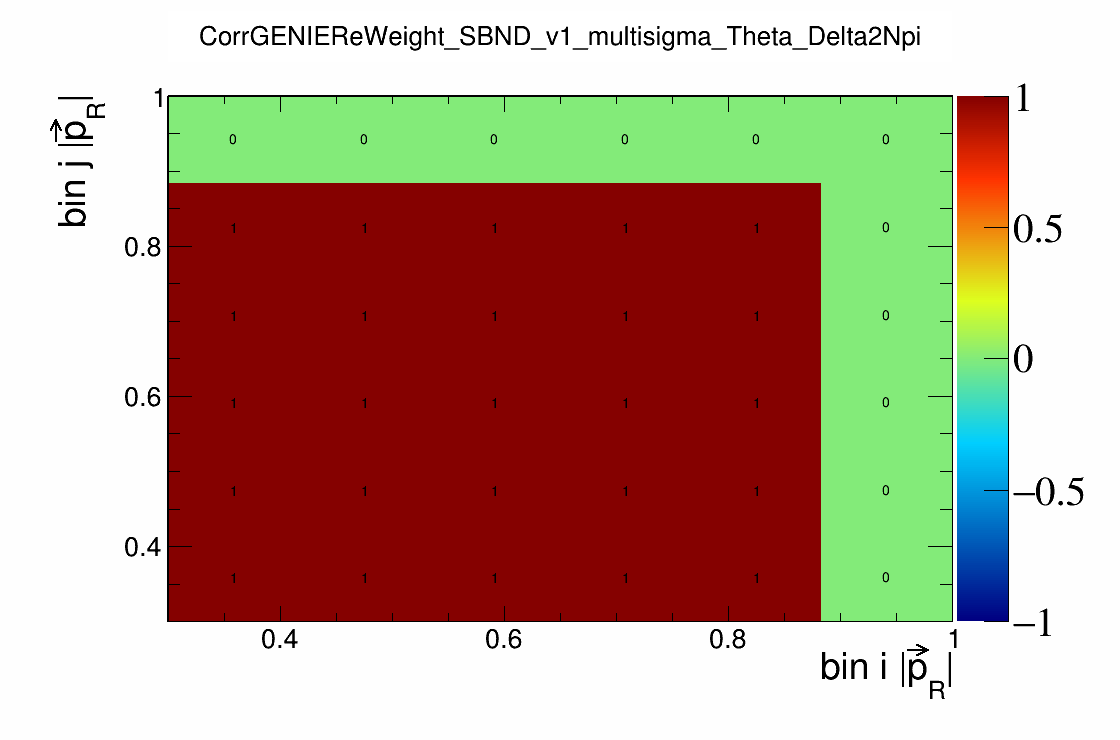 CorrGENIEReWeight_SBND_v1_multisigma_Theta_Delta2Npi
bin j |p⃗_R|
1
0.8
0.6
0.4
0 0 0 0 0 0
1 1 1 1 1 0
1 1 1 1 1 0
1 1 1 1 1 0
1 1 1 1 1 0
1 1 1 1 1 0
0.4 0.6 0.8 1
bin i |p⃗_R|
1
0.5
0
−0.5
−1